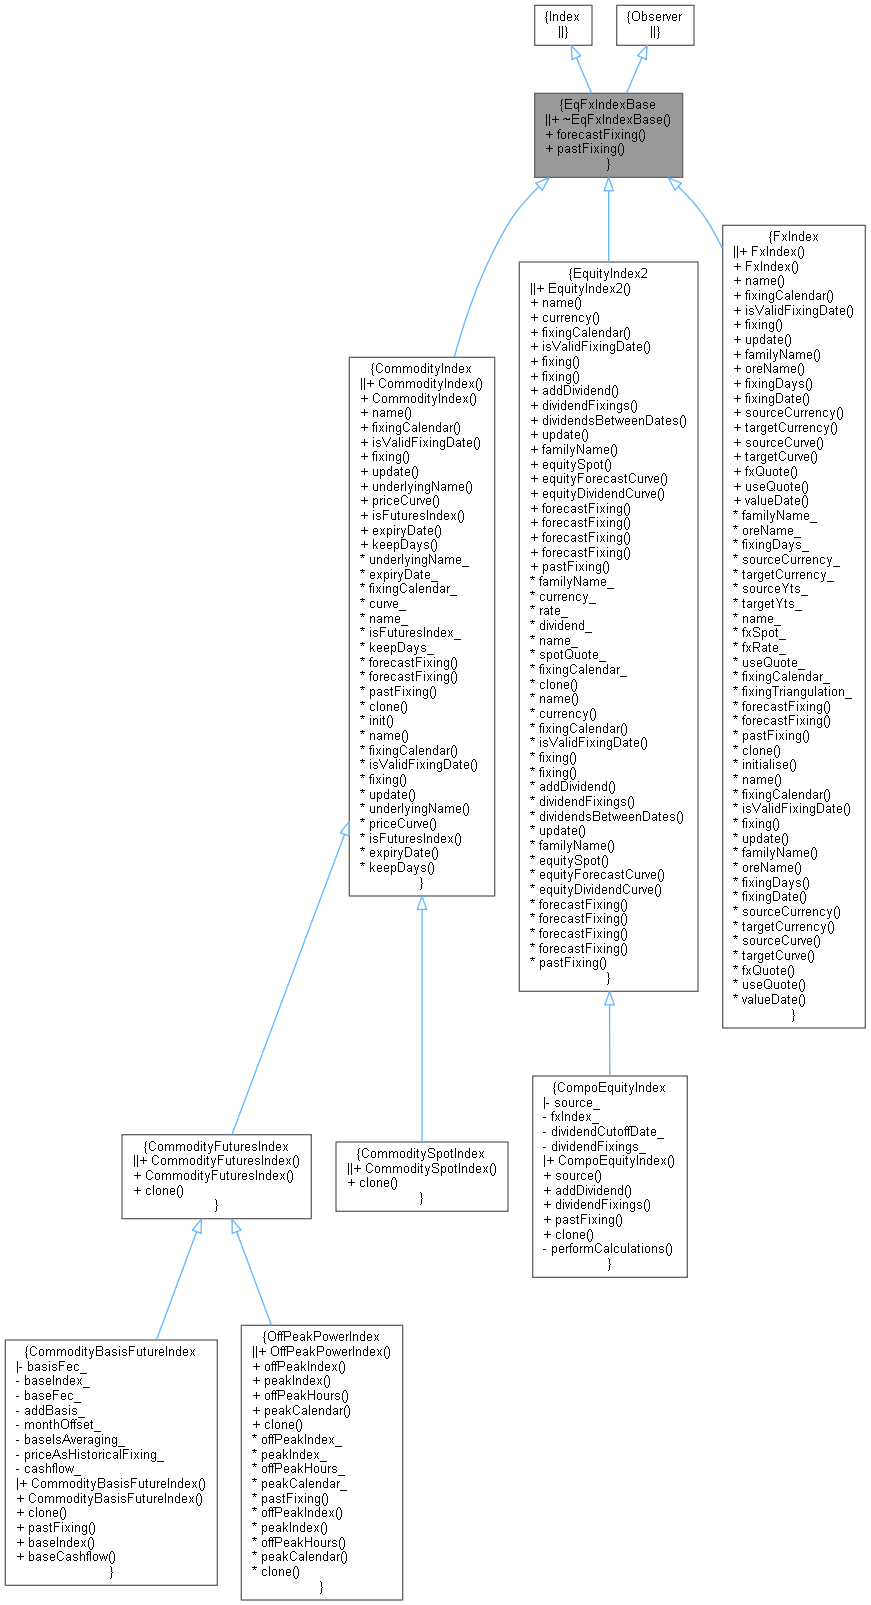 {Index
||}
{Observer
||}
{EqFxIndexBase
||+ ~EqFxIndexBase()
+ forecastFixing()
+ pastFixing()
}
{FxIndex
||+ FxIndex()
+ FxIndex()
+ name()
+ fixingCalendar()
+ isValidFixingDate()
+ fixing()
+ update()
+ familyName()
+ oreName()
+ fixingDays()
+ fixingDate()
+ sourceCurrency()
+ targetCurrency()
+ sourceCurve()
+ targetCurve()
+ fxQuote()
+ useQuote()
+ valueDate()
* familyName_
* oreName_
* fixingDays_
* sourceCurrency_
* targetCurrency_
* sourceYts_
* targetYts_
* name_
* fxSpot_
* fxRate_
* useQuote_
* fixingCalendar_
* fixingTriangulation_
* forecastFixing()
* forecastFixing()
* pastFixing()
* clone()
* initialise()
* name()
* fixingCalendar()
* isValidFixingDate()
* fixing()
* update()
* familyName()
* oreName()
* fixingDays()
* fixingDate()
* sourceCurrency()
* targetCurrency()
* sourceCurve()
* targetCurve()
* fxQuote()
* useQuote()
* valueDate()
}
{EquityIndex2
||+ EquityIndex2()
+ name()
+ currency()
+ fixingCalendar()
+ isValidFixingDate()
+ fixing()
+ fixing()
+ addDividend()
+ dividendFixings()
+ dividendsBetweenDates()
+ update()
+ familyName()
+ equitySpot()
+ equityForecastCurve()
+ equityDividendCurve()
+ forecastFixing()
+ forecastFixing()
+ forecastFixing()
+ forecastFixing()
+ pastFixing()
* familyName_
* currency_
* rate_
* dividend_
* name_
* spotQuote_
* fixingCalendar_
* clone()
* name()
* currency()
* fixingCalendar()
* isValidFixingDate()
* fixing()
* fixing()
* addDividend()
* dividendFixings()
* dividendsBetweenDates()
* update()
* familyName()
* equitySpot()
* equityForecastCurve()
* equityDividendCurve()
* forecastFixing()
* forecastFixing()
* forecastFixing()
* forecastFixing()
* pastFixing()
}
{CommodityIndex
||+ CommodityIndex()
+ CommodityIndex()
+ name()
+ fixingCalendar()
+ isValidFixingDate()
+ fixing()
+ update()
+ underlyingName()
+ priceCurve()
+ isFuturesIndex()
+ expiryDate()
+ keepDays()
* underlyingName_
* expiryDate_
* fixingCalendar_
* curve_
* name_
* isFuturesIndex_
* keepDays_
* forecastFixing()
* forecastFixing()
* pastFixing()
* clone()
* init()
* name()
* fixingCalendar()
* isValidFixingDate()
* fixing()
* update()
* underlyingName()
* priceCurve()
* isFuturesIndex()
* expiryDate()
* keepDays()
}
{CompoEquityIndex
|- source_
- fxIndex_
- dividendCutoffDate_
- dividendFixings_
|+ CompoEquityIndex()
+ source()
+ addDividend()
+ dividendFixings()
+ pastFixing()
+ clone()
- performCalculations()
}
{CommodityFuturesIndex
||+ CommodityFuturesIndex()
+ CommodityFuturesIndex()
+ clone()
}
{CommoditySpotIndex
||+ CommoditySpotIndex()
+ clone()
}
{CommodityBasisFutureIndex
|- basisFec_
- baseIndex_
- baseFec_
- addBasis_
- monthOffset_
- baseIsAveraging_
- priceAsHistoricalFixing_
- cashflow_
|+ CommodityBasisFutureIndex()
+ CommodityBasisFutureIndex()
+ clone()
+ pastFixing()
+ baseIndex()
+ baseCashflow()
}
{OffPeakPowerIndex
||+ OffPeakPowerIndex()
+ offPeakIndex()
+ peakIndex()
+ offPeakHours()
+ peakCalendar()
+ clone()
* offPeakIndex_
* peakIndex_
* offPeakHours_
* peakCalendar_
* pastFixing()
* offPeakIndex()
* peakIndex()
* offPeakHours()
* peakCalendar()
* clone()
}